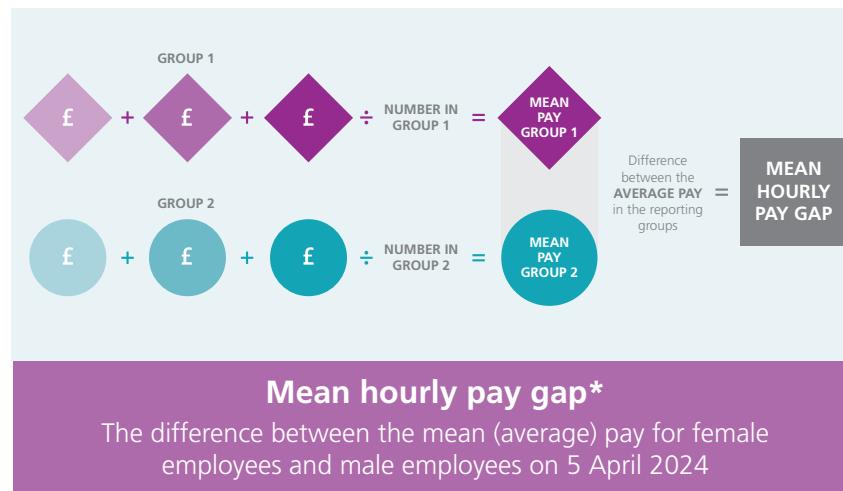 GROUP 1
£ + £ + £ ÷ NUMBER IN
GROUP 1 =
MEAN
PAY
GROUP 1
GROUP 2
£ + £ + £ ÷ NUMBER IN
GROUP 2 =
MEAN
PAY
GROUP 2
Difference
between the
AVERAGE PAY
in the reporting
groups
=
MEAN
HOURLY
PAY GAP
Mean hourly pay gap*
The difference between the mean (average) pay for female
employees and male employees on 5 April 2024